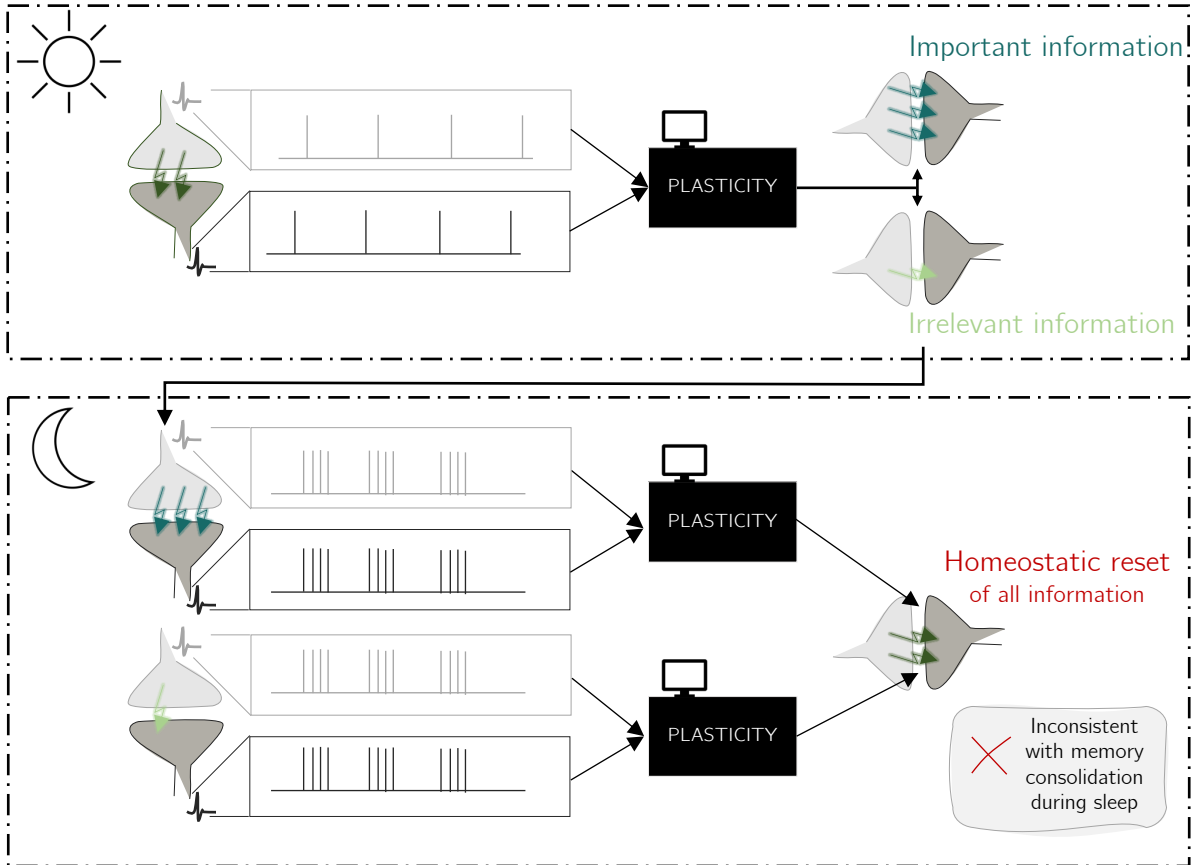 Important information
PLASTICITY
Irrelevant information
PLASTICITY
Homeostatic reset
of all information
PLASTICITY
Inconsistent
with memory
consolidation
during sleep